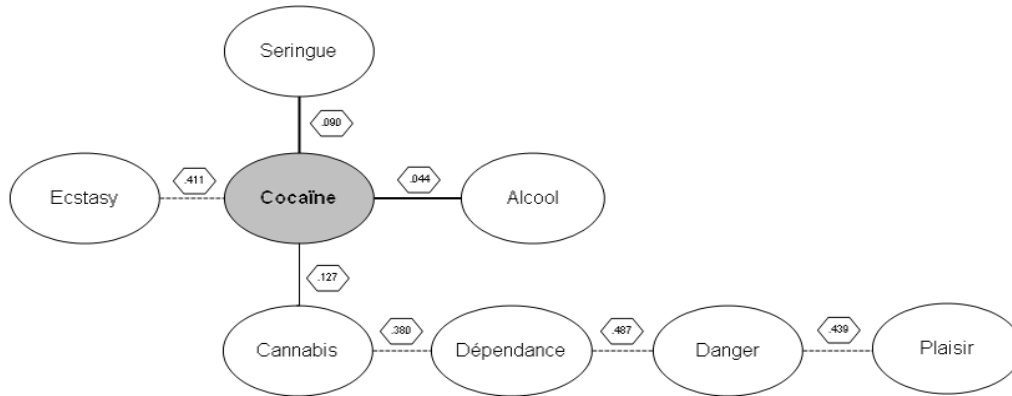 Seringue
.090
Ecstasy
.411
Cocaïne
.044
Alcool
.127
Cannabis
.380
Dépendance
.487
Danger
.439
Plaisir